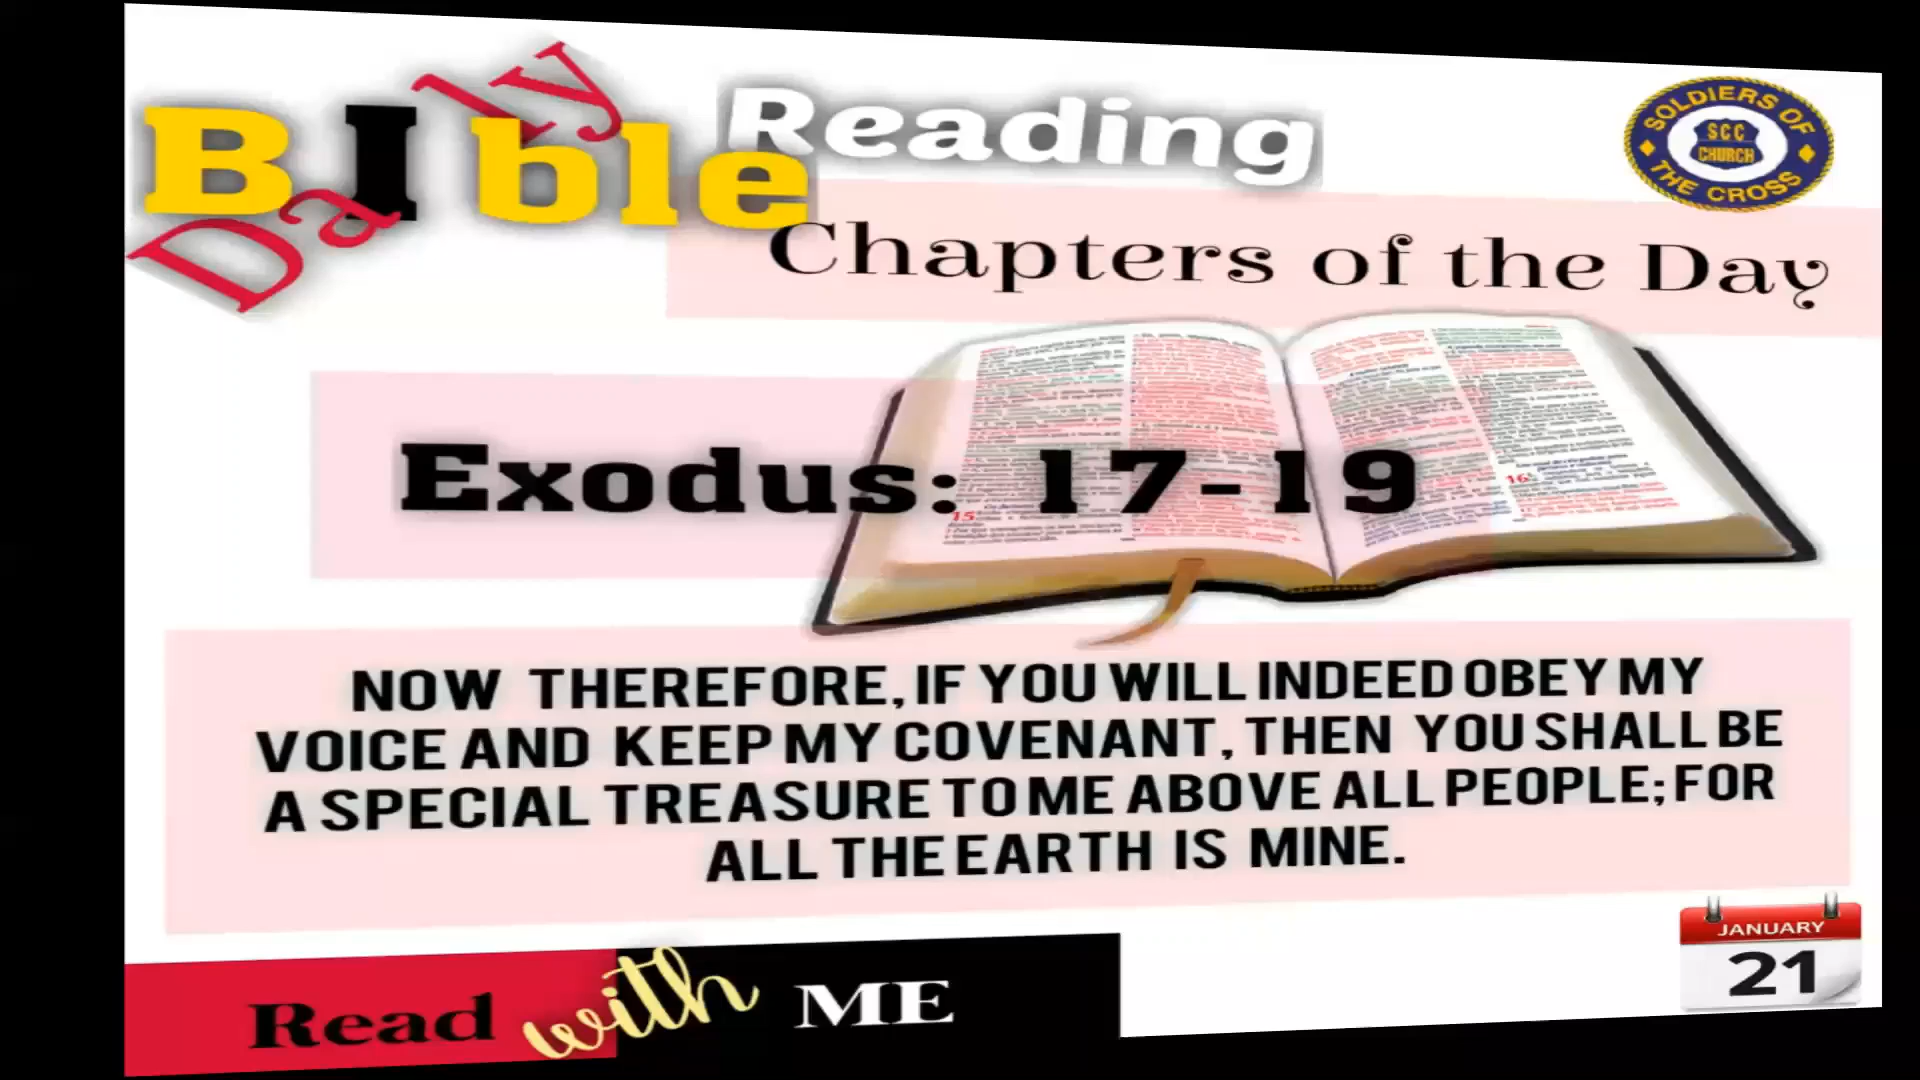 Daily
BIble Reading
SOLDIERS OF
SCC
CHURCH
THE CROSS
Chapters of the Day
15
16
Exodus: 17-19
NOW THEREFORE, IF YOU WILL INDEED OBEY MY
VOICE AND KEEP MY COVENANT, THEN YOU SHALL BE
A SPECIAL TREASURE TO ME ABOVE ALL PEOPLE; FOR
ALL THE EARTH IS MINE.
JANUARY
21
Read with ME